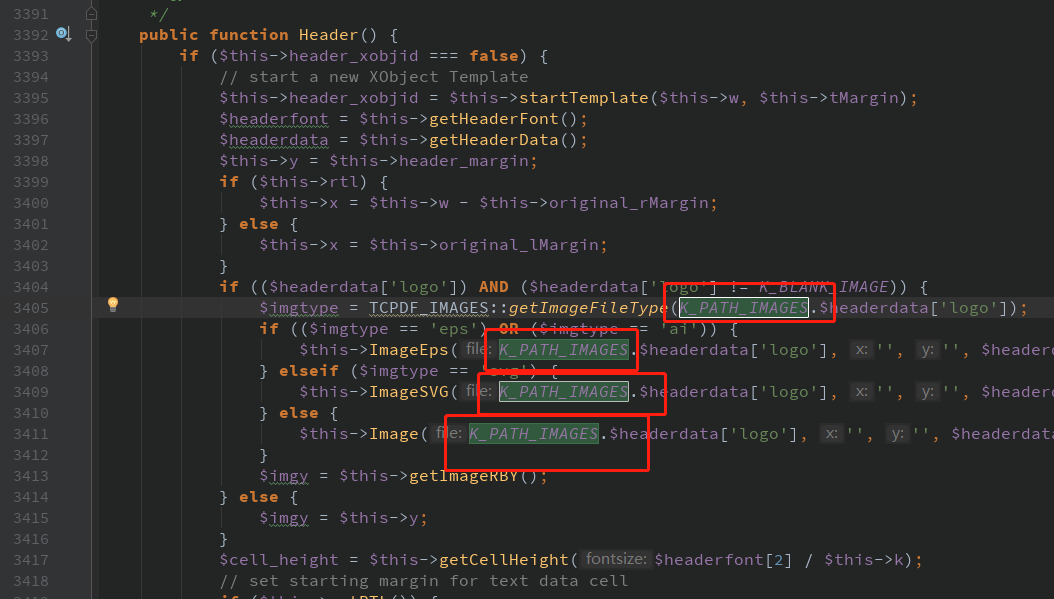 3391 */
3392 public function Header() {
3393 if ($this->header_xobjid === false) {
3394 // start a new XObject Template
3395 $this->header_xobjid = $this->startTemplate($this->w, $this->tMargin);
3396 $headerfont = $this->getHeaderFont();
3397 $headerdata = $this->getHeaderData();
3398 $this->y = $this->header_margin;
3399 if ($this->rtl) {
3400 $this->x = $this->w - $this->original_rMargin;
3401 } else {
3402 $this->x = $this->original_lMargin;
3403 }
3404 if (($headerdata['logo']) AND ($headerdata['logo'] != K_BLANK_IMAGE)) {
3405 $imgtype = TCPDF_IMAGES::getImageFileType(K_PATH_IMAGES.$headerdata['logo']);
3406 if (($imgtype == 'eps') OR ($imgtype == 'ai')) {
3407 $this->ImageEps( file: K_PATH_IMAGES.$headerdata['logo'], x: '', y: '', $headerd
3408 } elseif ($imgtype == 'svg') {
3409 $this->ImageSVG( file: K_PATH_IMAGES.$headerdata['logo'], x: '', y: '', $headerd
3410 } else {
3411 $this->Image( file: K_PATH_IMAGES.$headerdata['logo'], x: '', y: '', $headerdata
3412 }
3413 $imgy = $this->getImageRBY();
3414 } else {
3415 $imgy = $this->y;
3416 }
3417 $cell_height = $this->getCellHeight( fontsize: $headerfont[2] / $this->k);
3418 // set starting margin for text data cell